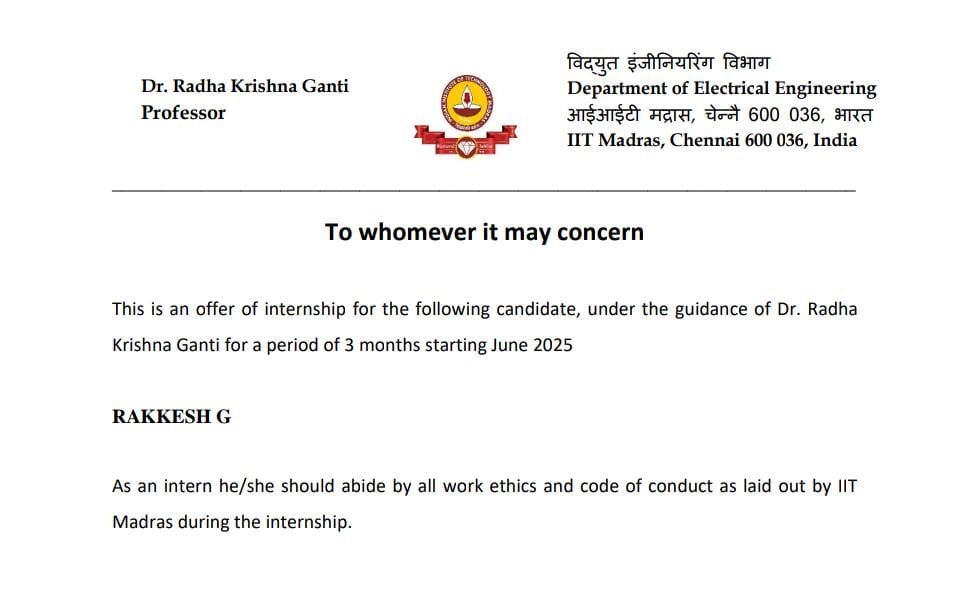 Dr. Radha Krishna Ganti
Professor
विद्युत इंजीनियरिंग विभाग
Department of Electrical Engineering
आईआईटी मद्रास, चेन्नै 600 036, भारत
IIT Madras, Chennai 600 036, India
To whomever it may concern
This is an offer of internship for the following candidate, under the guidance of Dr. Radha
Krishna Ganti for a period of 3 months starting June 2025
RAKKESH G
As an intern he/she should abide by all work ethics and code of conduct as laid out by IIT
Madras during the internship.